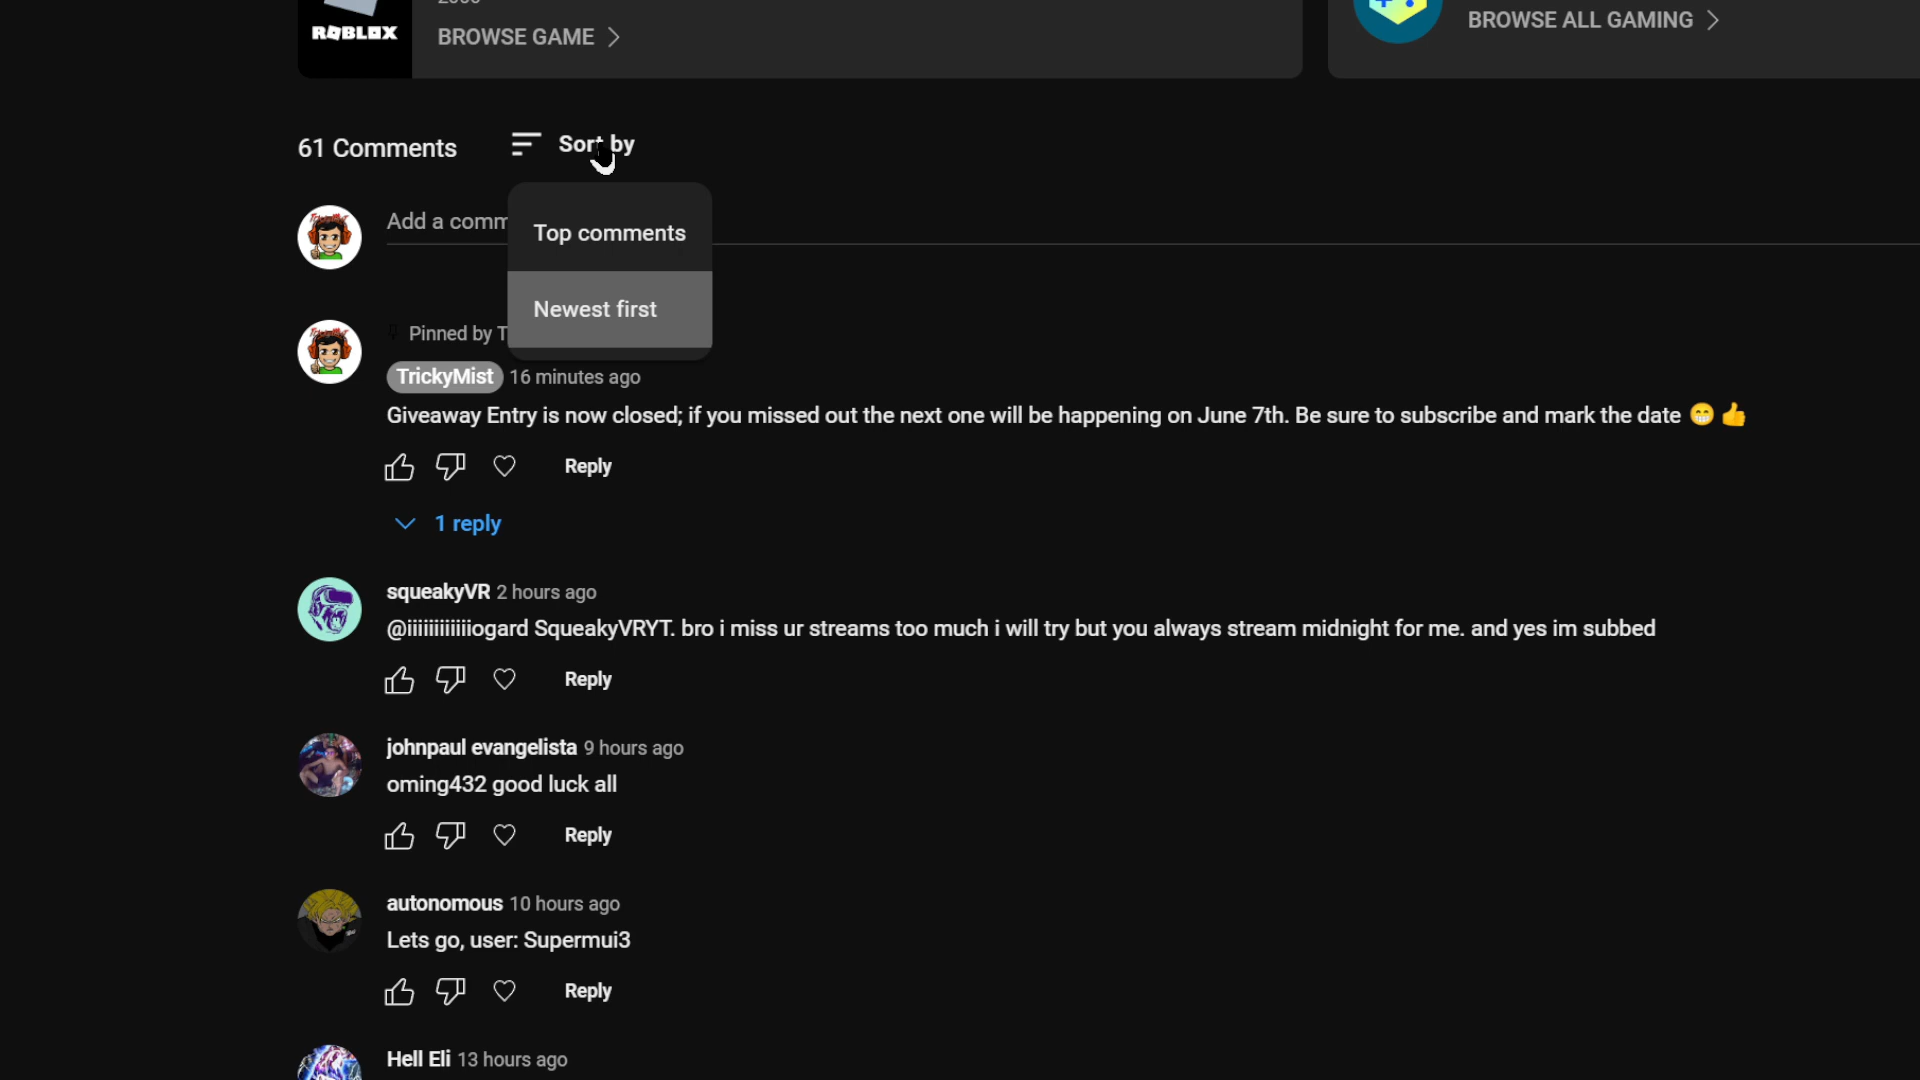 ROBLOX
BROWSE GAME
BROWSE ALL GAMING
61 Comments
Sort by
Top comments
Newest first
Add a comm
Pinned by T
TrickyMist 16 minutes ago
Giveaway Entry is now closed; if you missed out the next one will be happening on June 7th. Be sure to subscribe and mark the date 😁 👍
Reply
1 reply
squeakyVR 2 hours ago
@iiiiiiiiiiiiogard SqueakyVRYT. bro i miss ur streams too much i will try but you always stream midnight for me. and yes im subbed
Reply
johnpaul evangelista 9 hours ago
oming432 good luck all
Reply
autonomous 10 hours ago
Lets go, user: Supermui3
Reply
Hell Eli 13 hours ago